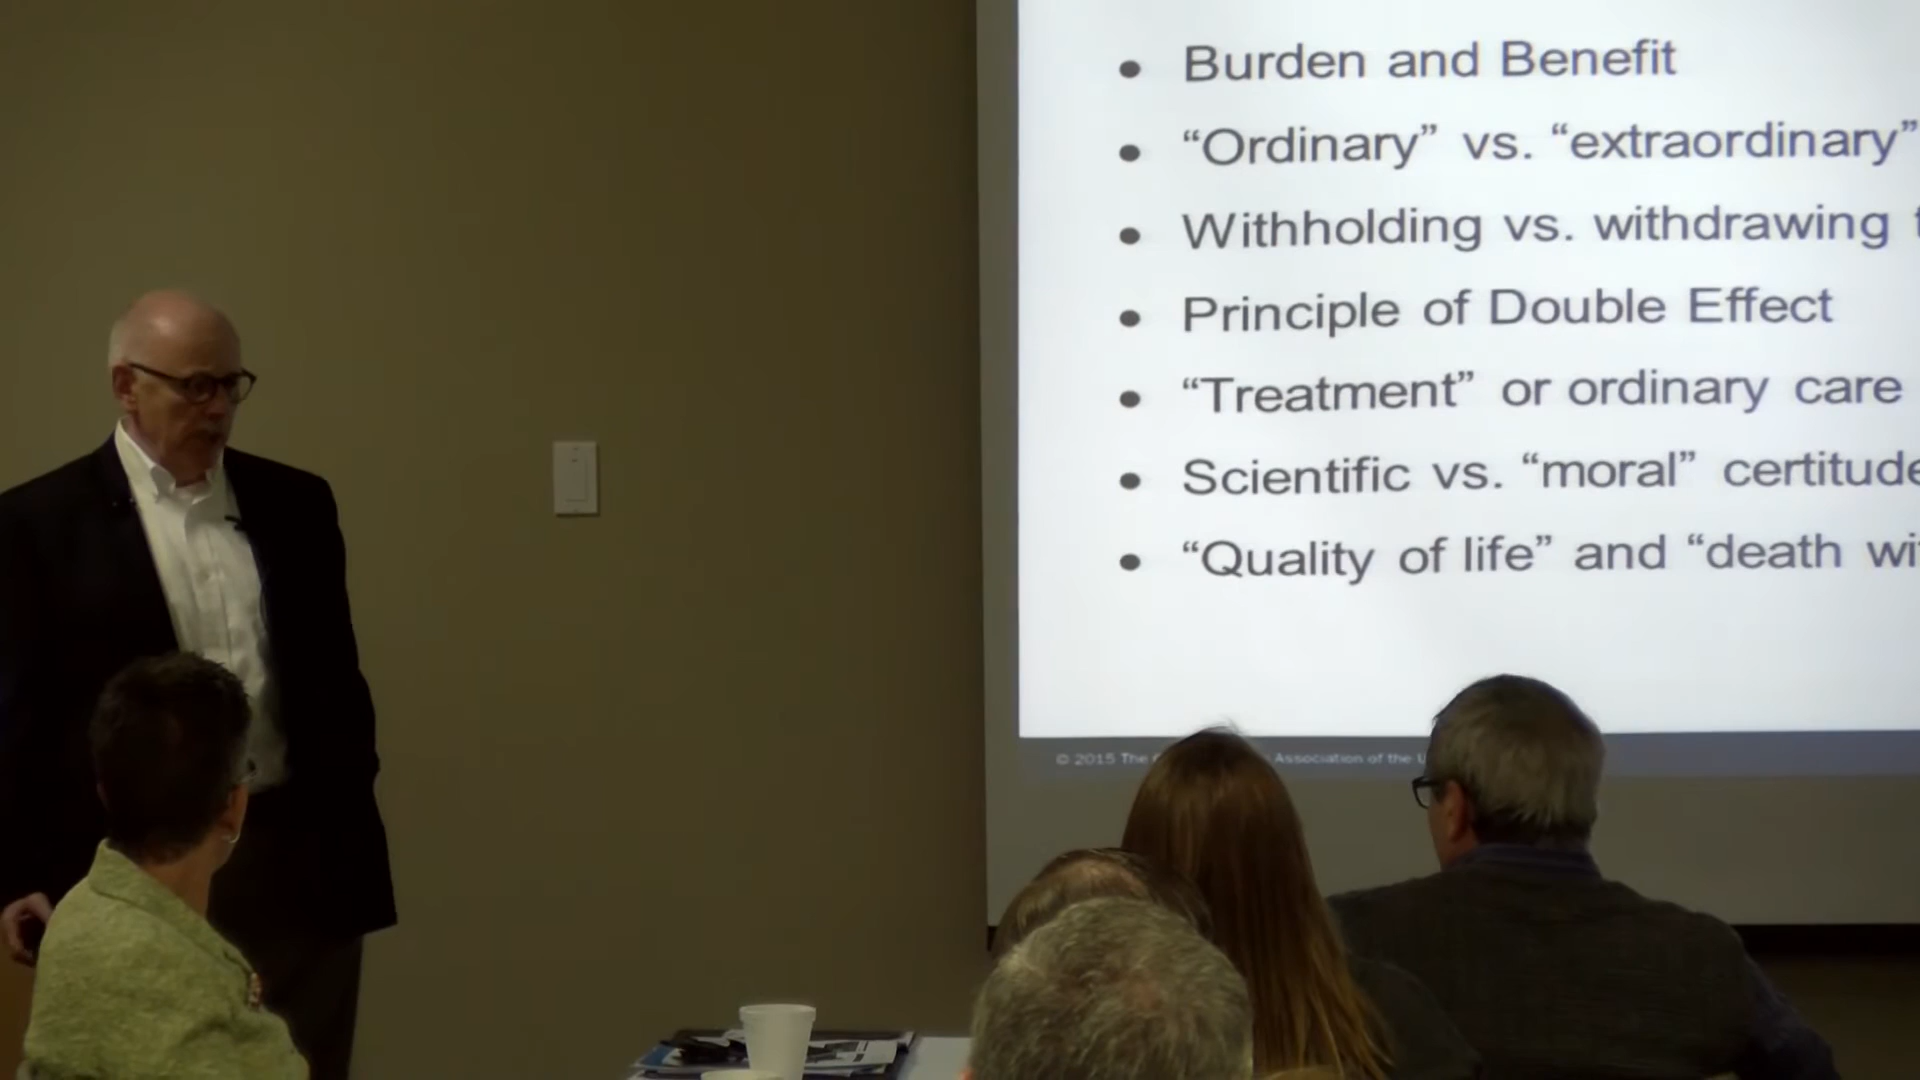 • Burden and Benefit
• “Ordinary” vs. “extraordinary”
• Withholding vs. withdrawing
• Principle of Double Effect
• “Treatment” or ordinary care
• Scientific vs. “moral” certitude
• “Quality of life” and “death
© 2015 The Association of the